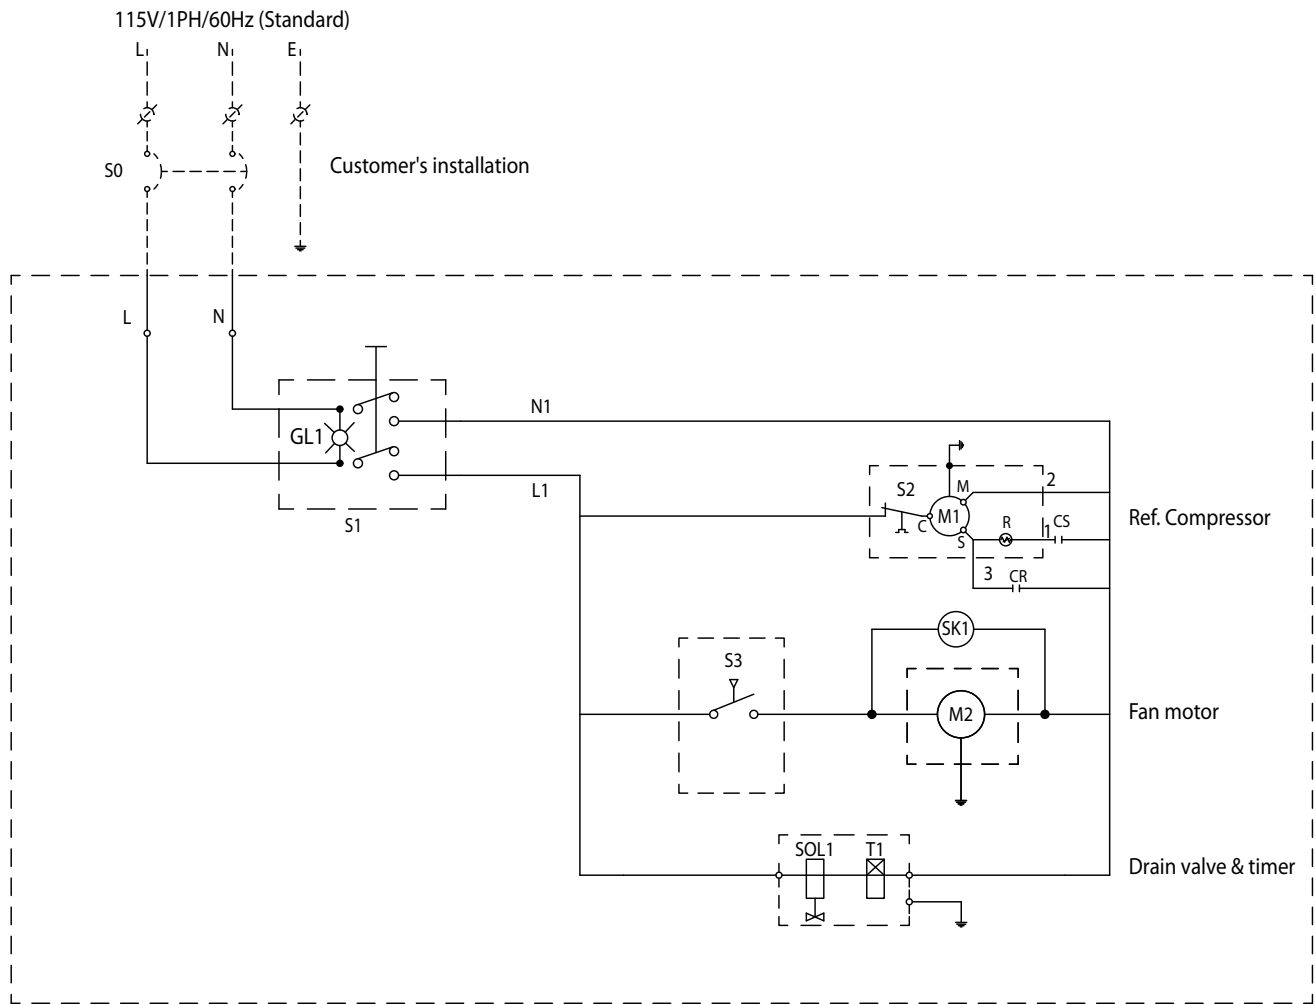 115V/1PH/60Hz (Standard)
L N E
S0
Customer's installation
L N
N1
GL1
L1
S1
S2 M 2
C M1
Ref. Compressor
R 1 CS
S
3 CR
SK1
S3
M2
Fan motor
SOL1 T1
Drain valve & timer